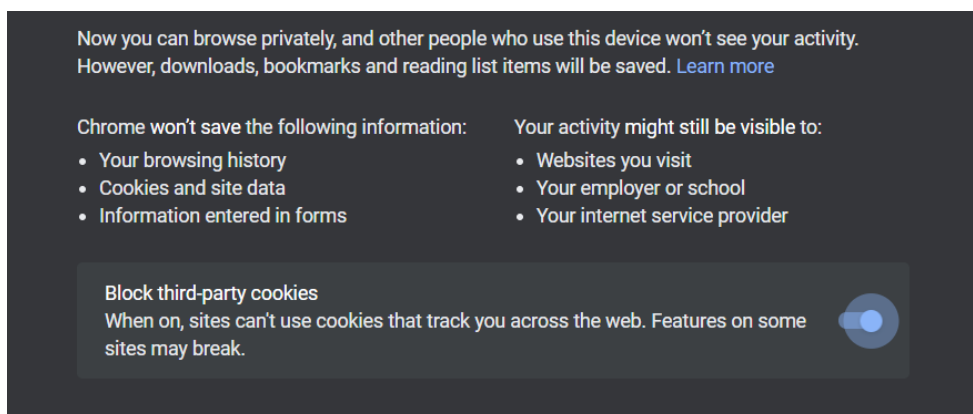 Now you can browse privately, and other people who use this device won’t see your activity.
However, downloads, bookmarks and reading list items will be saved. Learn more
Chrome won’t save the following information:
• Your browsing history
• Cookies and site data
• Information entered in forms
Your activity might still be visible to:
• Websites you visit
• Your employer or school
• Your internet service provider
Block third-party cookies
When on, sites can't use cookies that track you across the web. Features on some
sites may break.